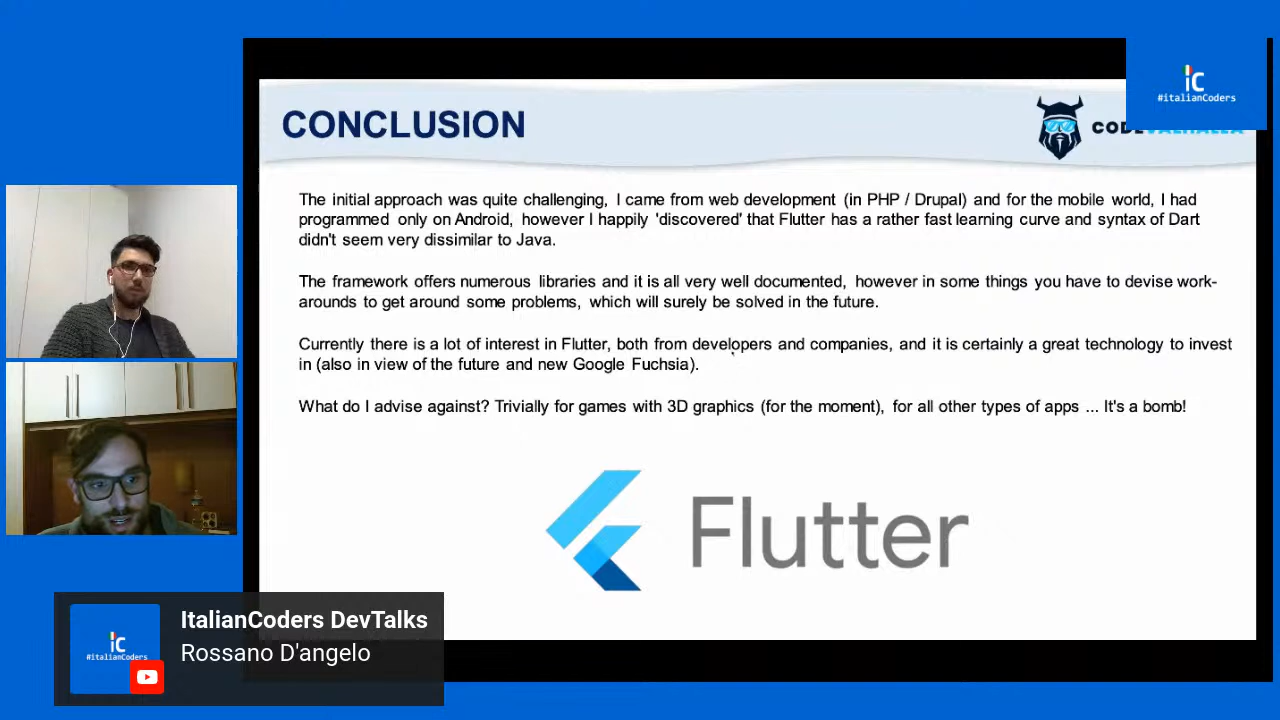 CONCLUSION
iC
#italianCoders
The initial approach was quite challenging, I came from web development (in PHP / Drupal) and for the mobile world, I had
programmed only on Android, however I happily 'discovered' that Flutter has a rather fast learning curve and syntax of Dart
didn't seem very dissimilar to Java.
The framework offers numerous libraries and it is all very well documented, however in some things you have to devise work-
arounds to get around some problems, which will surely be solved in the future.
Currently there is a lot of interest in Flutter, both from developers and companies, and it is certainly a great technology to invest
in (also in view of the future and new Google Fuchsia).
What do I advise against? Trivially for games with 3D graphics (for the moment), for all other types of apps ... It's a bomb!
Flutter
iC
#italianCoders
ItalianCoders DevTalks
Rossano D'angelo